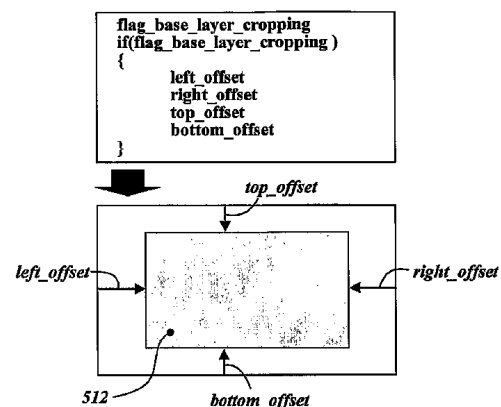 flag_base_layer_cropping
if(flag_base_layer_cropping )
{
left_offset
right_offset
top_offset
bottom_offset
}
top_offset
left_offset
right_offset
512
bottom_offset